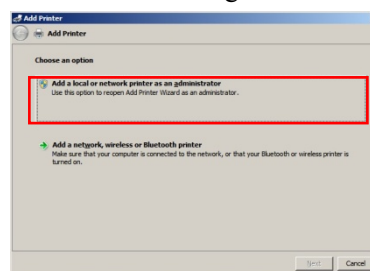 Add Printer
Add Printer
Choose an option
Add a local or network printer as an administrator
Use this option to reopen Add Printer Wizard as an administrator.
Add a network, wireless or Bluetooth printer
Make sure that your computer is connected to the network, or that your Bluetooth or wireless printer is
turned on.
Next Cancel